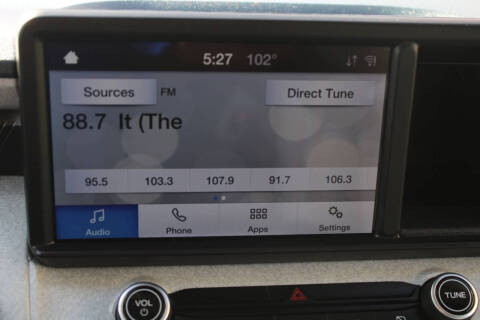 5:27 102°
Sources FM Direct Tune
88.7 It (The
95.5 103.3 107.9 91.7 106.3
Audio Phone Apps Settings
VOL TUNE